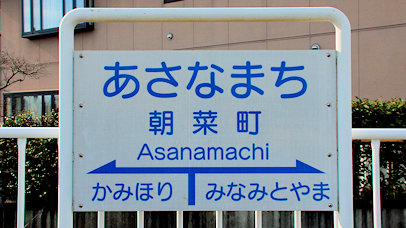 あさなまち
朝菜町
Asanamachi
かみほり みなみとやま